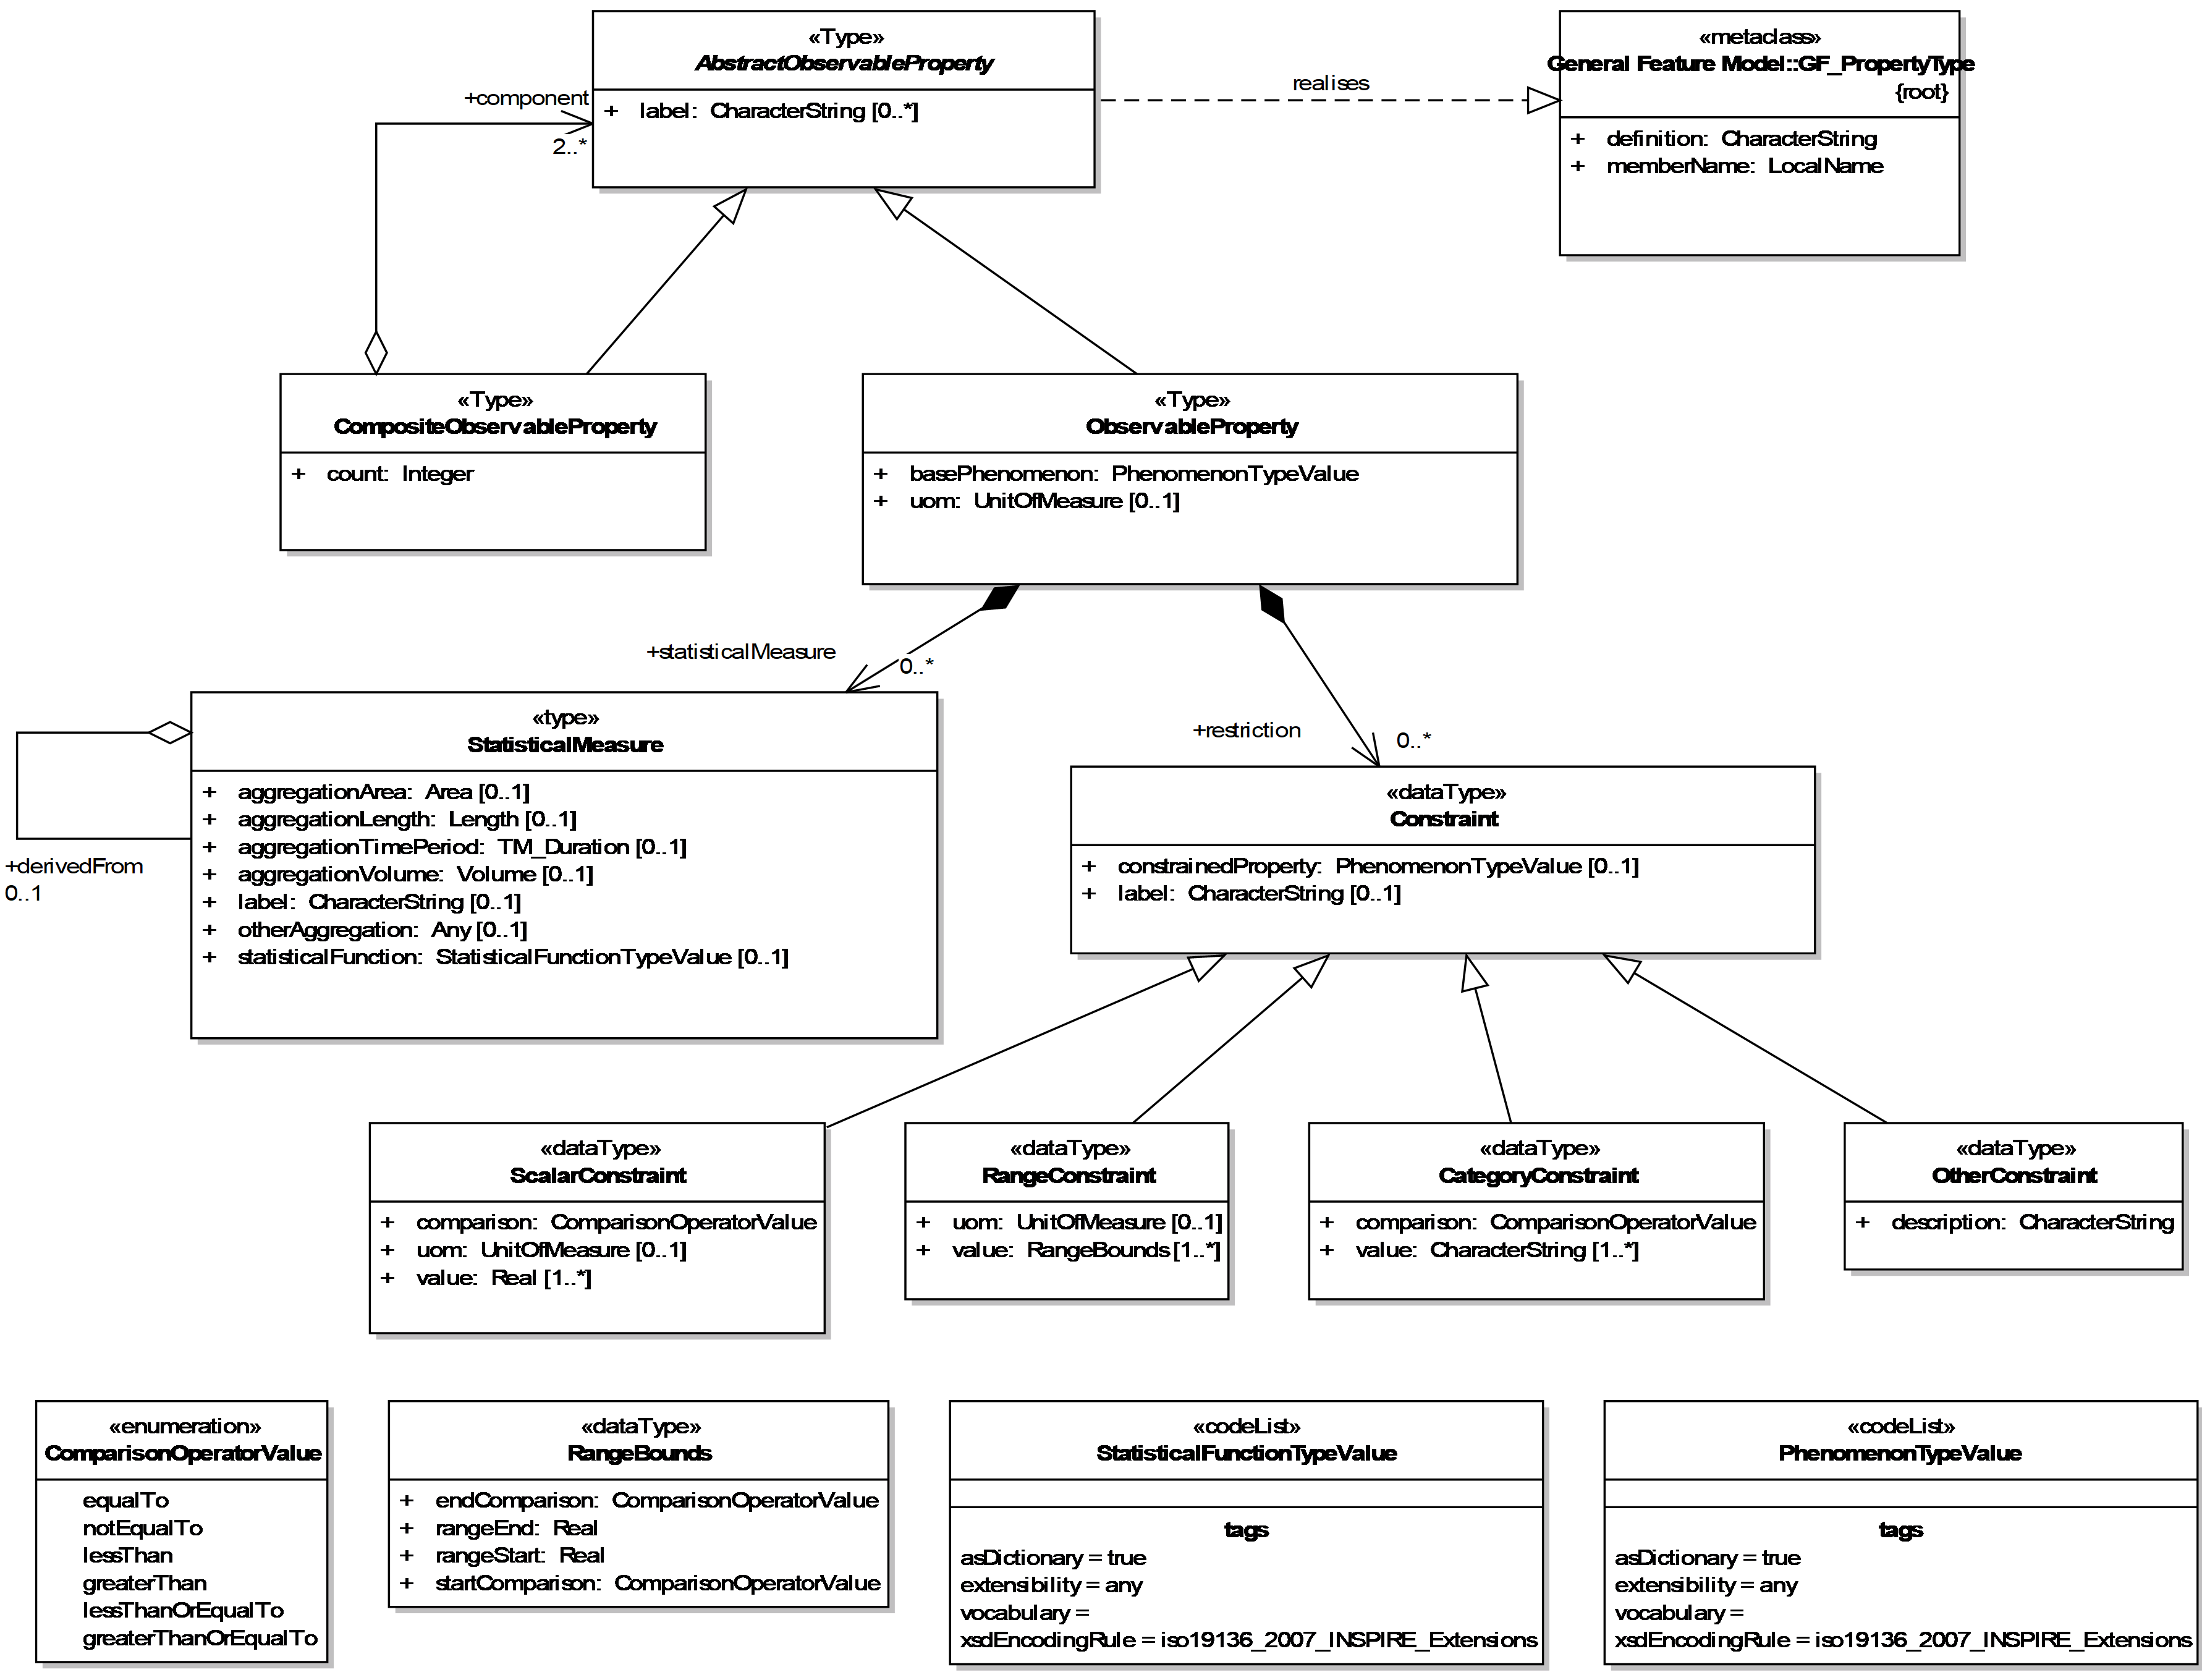 «Type»
AbstractObservableProperty
+ label: CharacterString [0..*]
«metaclass»
General Feature Model::GF_PropertyType
{root}
+ definition: CharacterString
+ memberName: LocalName
realises
+component
2..*
«Type»
CompositeObservableProperty
+ count: Integer
«Type»
ObservableProperty
+ basePhenomenon: PhenomenonTypeValue
+ uom: UnitOfMeasure [0..1]
+statisticalMeasure
0..*
+restriction
0..*
«type»
StatisticalMeasure
+ aggregationArea: Area [0..1]
+ aggregationLength: Length [0..1]
+ aggregationTimePeriod: TM_Duration [0..1]
+ aggregationVolume: Volume [0..1]
+ label: CharacterString [0..1]
+ otherAggregation: Any [0..1]
+ statisticalFunction: StatisticalFunctionTypeValue [0..1]
+derivedFrom
0..1
«dataType»
Constraint
+ constrainedProperty: PhenomenonTypeValue [0..1]
+ label: CharacterString [0..1]
«dataType»
ScalarConstraint
+ comparison: ComparisonOperatorValue
+ uom: UnitOfMeasure [0..1]
+ value: Real [1..*]
«dataType»
RangeConstraint
+ uom: UnitOfMeasure [0..1]
+ value: RangeBounds [1..*]
«dataType»
CategoryConstraint
+ comparison: ComparisonOperatorValue
+ value: CharacterString [1..*]
«dataType»
OtherConstraint
+ description: CharacterString
«enumeration»
ComparisonOperatorValue
equalTo
notEqualTo
lessThan
greaterThan
lessThanOrEqualTo
greaterThanOrEqualTo
«dataType»
RangeBounds
+ endComparison: ComparisonOperatorValue
+ rangeEnd: Real
+ rangeStart: Real
+ startComparison: ComparisonOperatorValue
«codeList»
StatisticalFunctionTypeValue
tags
asDictionary = true
extensibility = any
vocabulary =
xsdEncodingRule = iso19136_2007_INSPIRE_Extensions
«codeList»
PhenomenonTypeValue
tags
asDictionary = true
extensibility = any
vocabulary =
xsdEncodingRule = iso19136_2007_INSPIRE_Extensions